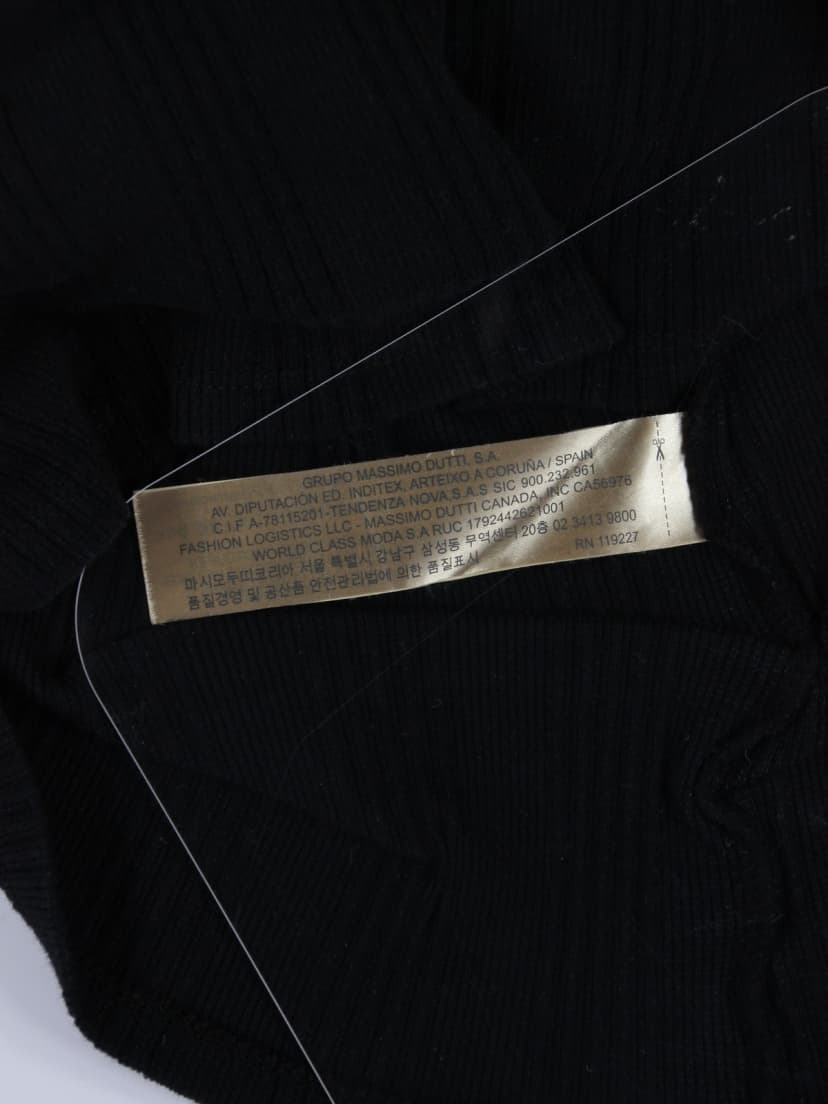 GRUPO MASSIMO DUTTI, S.A.
AV. DIPUTACIÓN ED. INDITEX, ARTEIXO A CORUÑA / SPAIN
C.I.F A-78115201-TENDENZA NOVA.S.A.S SIC 900.232.961
FASHION LOGISTICS LLC - MASSIMO DUTTI CANADA, INC CA56976
WORLD CLASS MODA S.A RUC 1792442621001
마시모두띠코리아 서울 특별시 강남구 삼성동 무역센터 20층 02 3413 9800
품질경영 및 공산품 안전관리법에 의한 품질표시
RN 119227